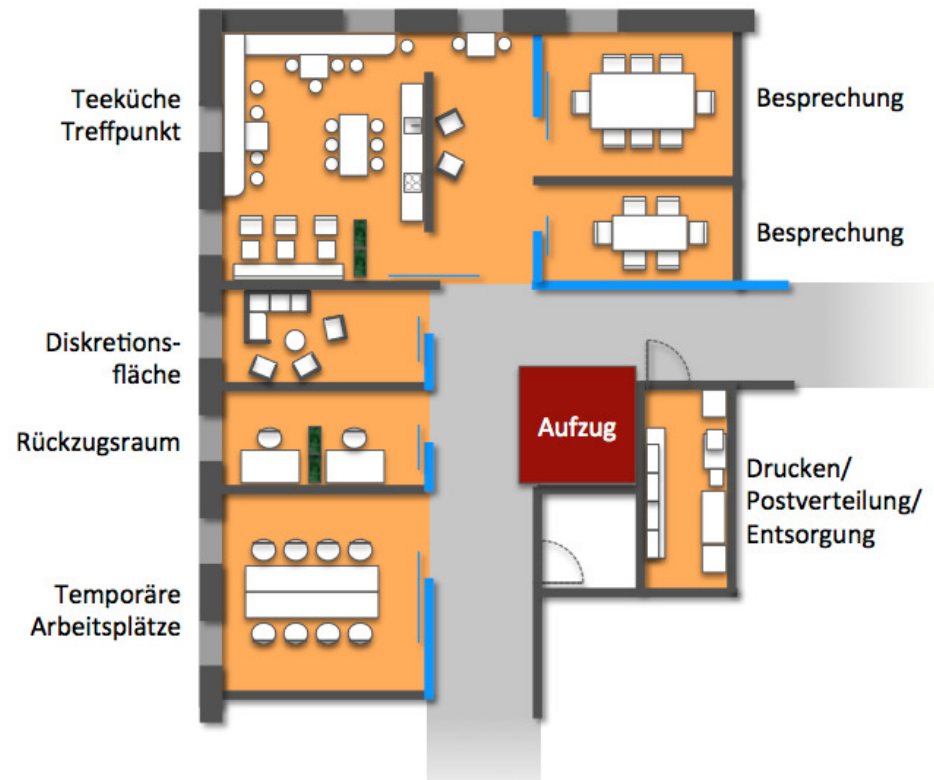 Teeküche
Treffpunkt
Besprechung
Besprechung
Diskretions-
fläche
Rückzugsraum
Aufzug
Drucken/
Postverteilung/
Entsorgung
Temporäre
Arbeitsplätze